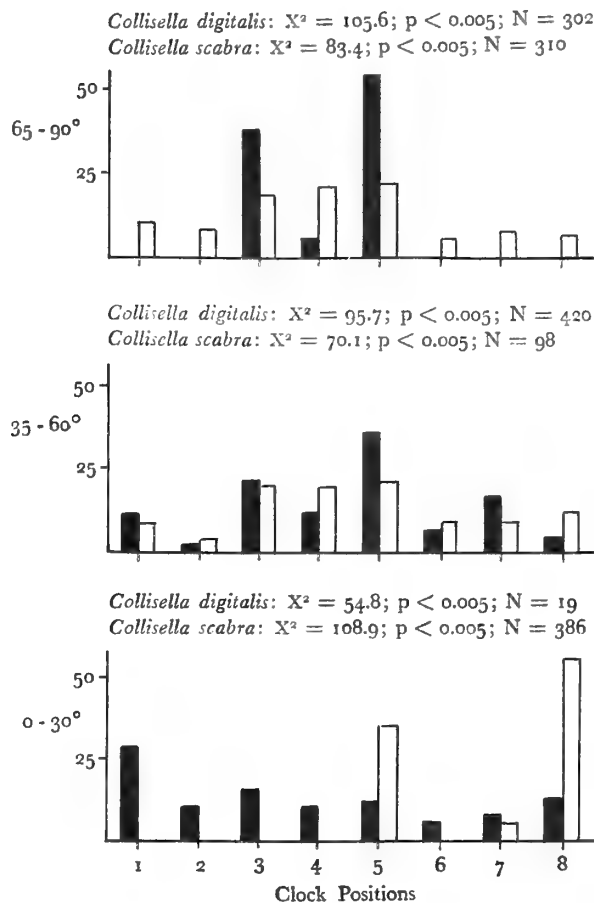 Collisella digitalis: X² = 105.6; p < 0.005; N = 302
Collisella scabra: X² = 83.4; p < 0.005; N = 310
50
65 - 90°
25
Collisella digitalis: X² = 95.7; p < 0.005; N = 420
Collisella scabra: X² = 70.1; p < 0.005; N = 98
50
35 - 60°
25
Collisella digitalis: X² = 54.8; p < 0.005; N = 19
Collisella scabra: X² = 108.9; p < 0.005; N = 386
50
0 - 30°
25
1 2 3 4 5 6 7 8
Clock Positions